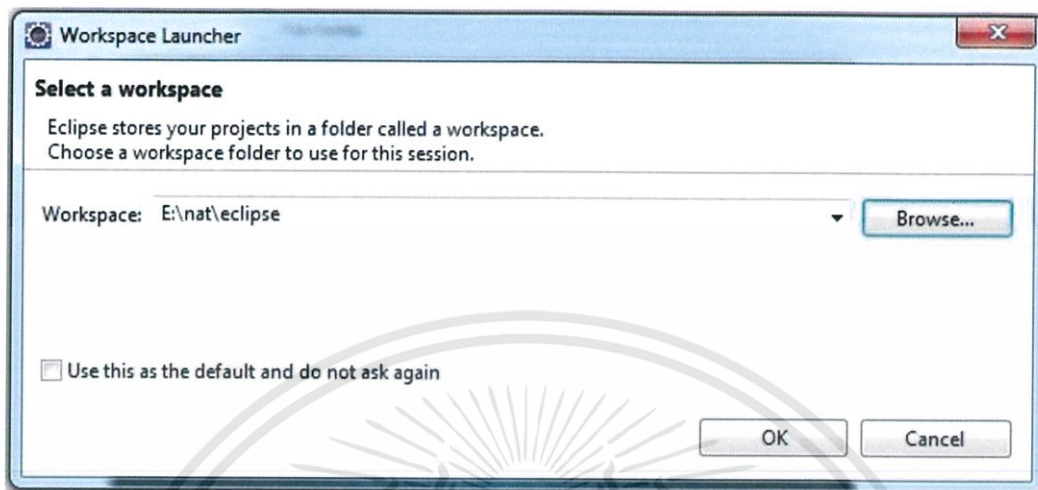 Workspace Launcher
Select a workspace
Eclipse stores your projects in a folder called a workspace.
Choose a workspace folder to use for this session.
Workspace: E:\nat\eclipse Browse...
Use this as the default and do not ask again
OK Cancel